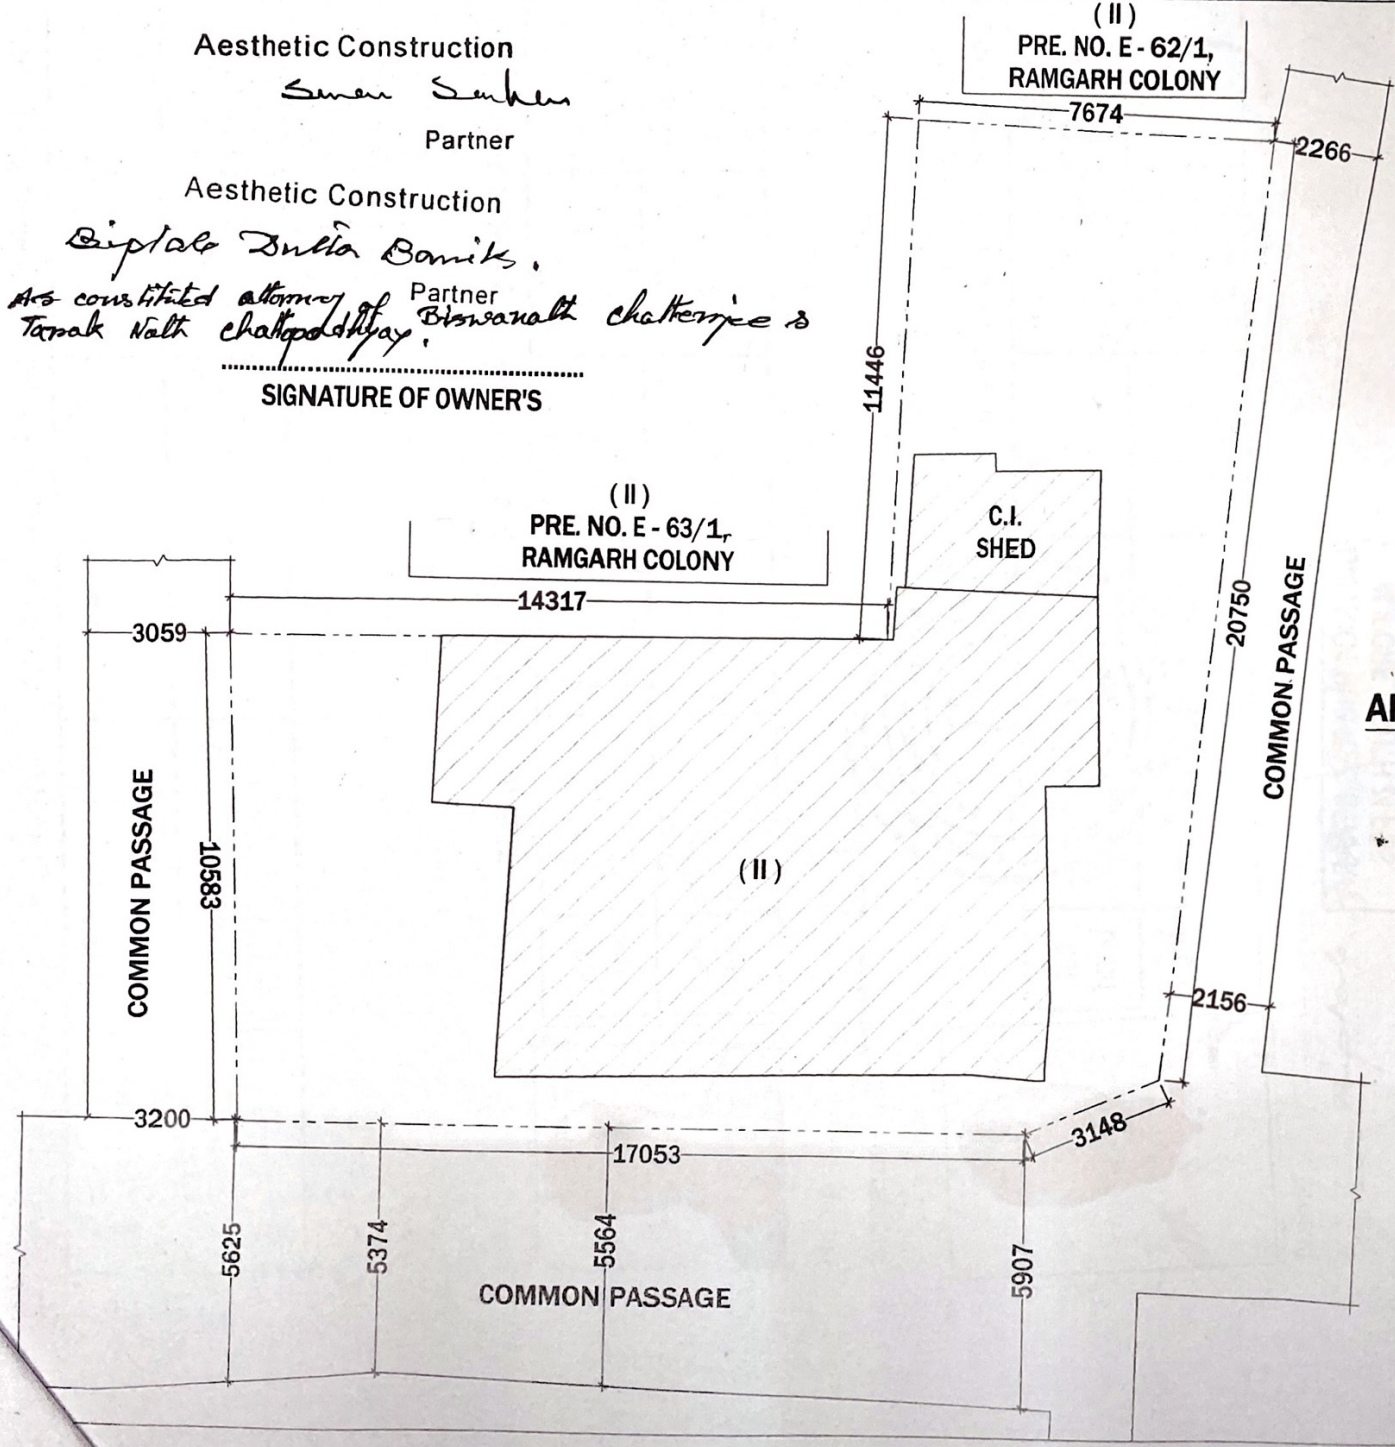 Aesthetic Construction
Partner
Aesthetic Construction
Dutta Banik.
Partner
As constituted attorney of Biswanath Chatterjee &
Tarak Nath Chattopadhyay.
SIGNATURE OF OWNER'S
(II)
PRE. NO. E - 62/1,
RAMGARH COLONY
7674
2266
11446
(II)
PRE. NO. E - 63/1,
RAMGARH COLONY
C.I.
SHED
14317
3059
20750
COMMON PASSAGE
COMMON PASSAGE
10583
(II)
2156
3200
3148
17053
5625
5374
5564
5907
COMMON PASSAGE